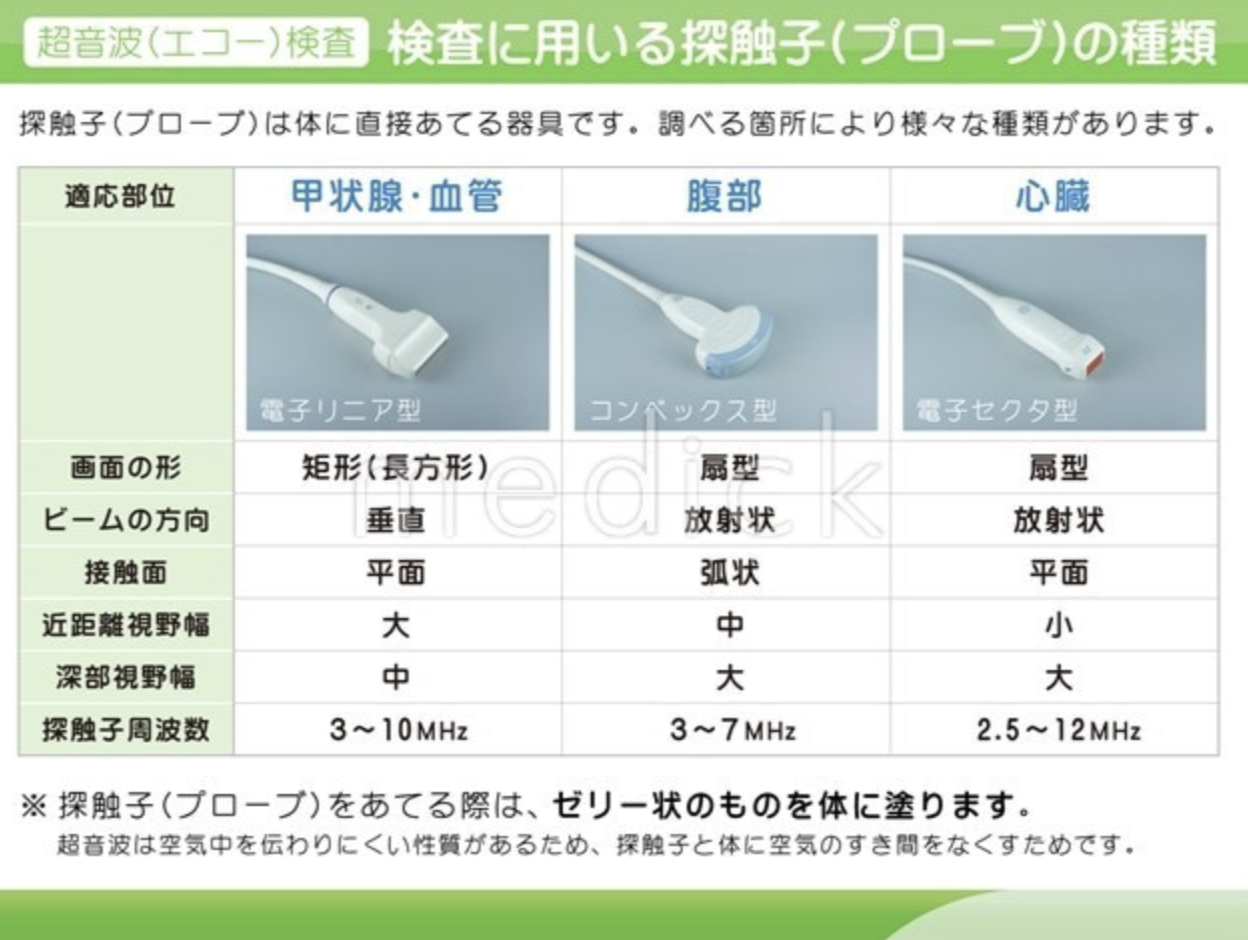 超音波(エコー)検査 検査に用いる探触子(プローブ)の種類
探触子(プローブ)は体に直接あてる器具です。調べる箇所により様々な種類があります。
適応部位 甲状腺・血管 腹部 心臓
電子リニア型 コンベックス型 電子セクタ型
画面の形 矩形(長方形) 扇型 扇型
ビームの方向 垂直 放射状 放射状
接触面 平面 弧状 平面
近距離視野幅 大 中 小
深部視野幅 中 大 大
探触子周波数 3〜10MHz 3〜7MHz 2.5〜12MHz
※ 探触子(プローブ)をあてる際は、ゼリー状のものを体に塗ります。
超音波は空気中を伝わりにくい性質があるため、探触子と体に空気のすき間をなくすためです。
medick